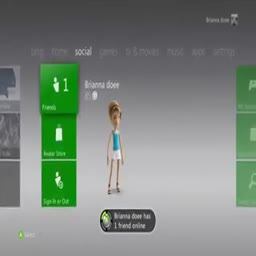 Brianna doee
bing home social games tv & movies music apps settings
1
Friends
Brianna doee
Avatar Store
Sign In or Out
Brianna doee has
1 friend online
Select